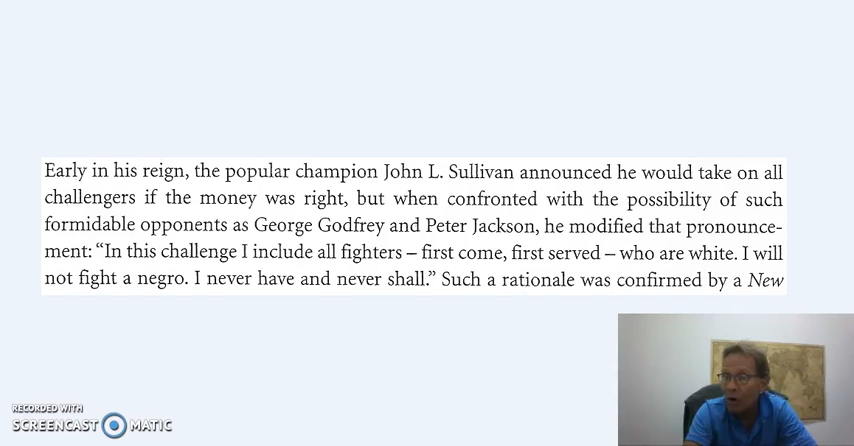 Early in his reign, the popular champion John L. Sullivan announced he would take on all
challengers if the money was right, but when confronted with the possibility of such
formidable opponents as George Godfrey and Peter Jackson, he modified that pronounce-
ment: “In this challenge I include all fighters – first come, first served – who are white. I will
not fight a negro. I never have and never shall.” Such a rationale was confirmed by a New
RECORDED WITH
SCREENCAST MATIC